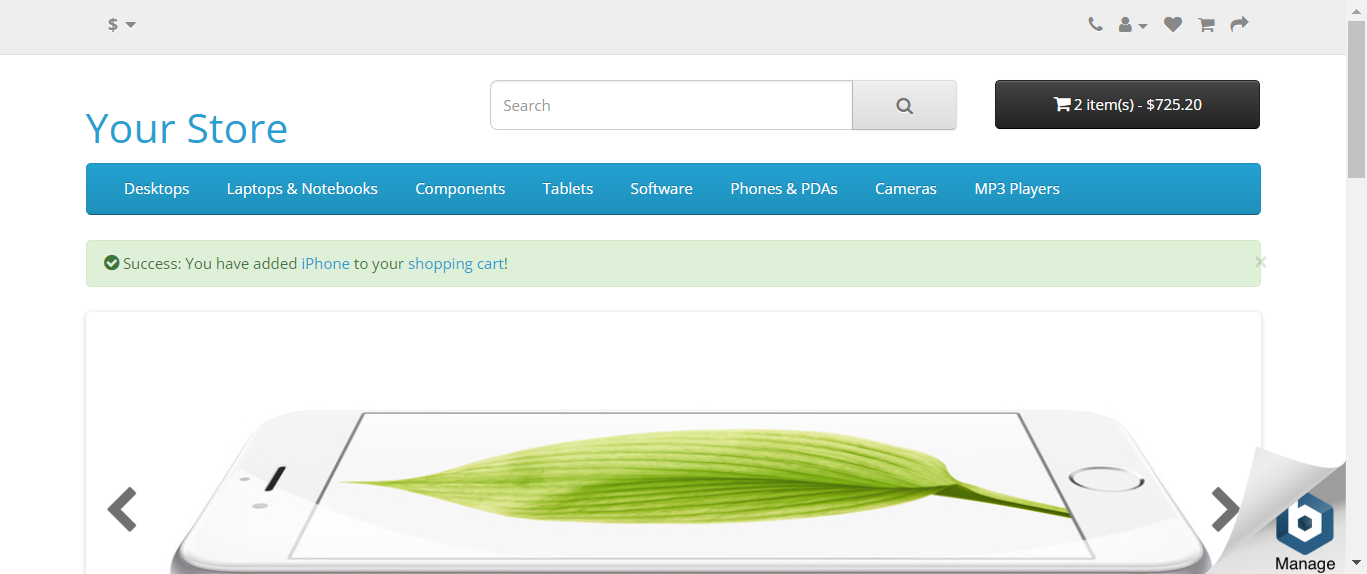 $
Your Store
Search
2 item(s) - $725.20
Desktops
Laptops & Notebooks
Components
Tablets
Software
Phones & PDAs
Cameras
MP3 Players
Success: You have added iPhone to your shopping cart!
×
Manage